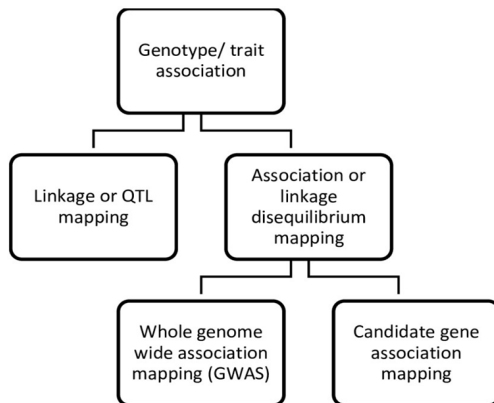 Genotype/ trait
association
Linkage or QTL
mapping
Association or
linkage
disequilibrium
mapping
Whole genome
wide association
mapping (GWAS)
Candidate gene
association
mapping